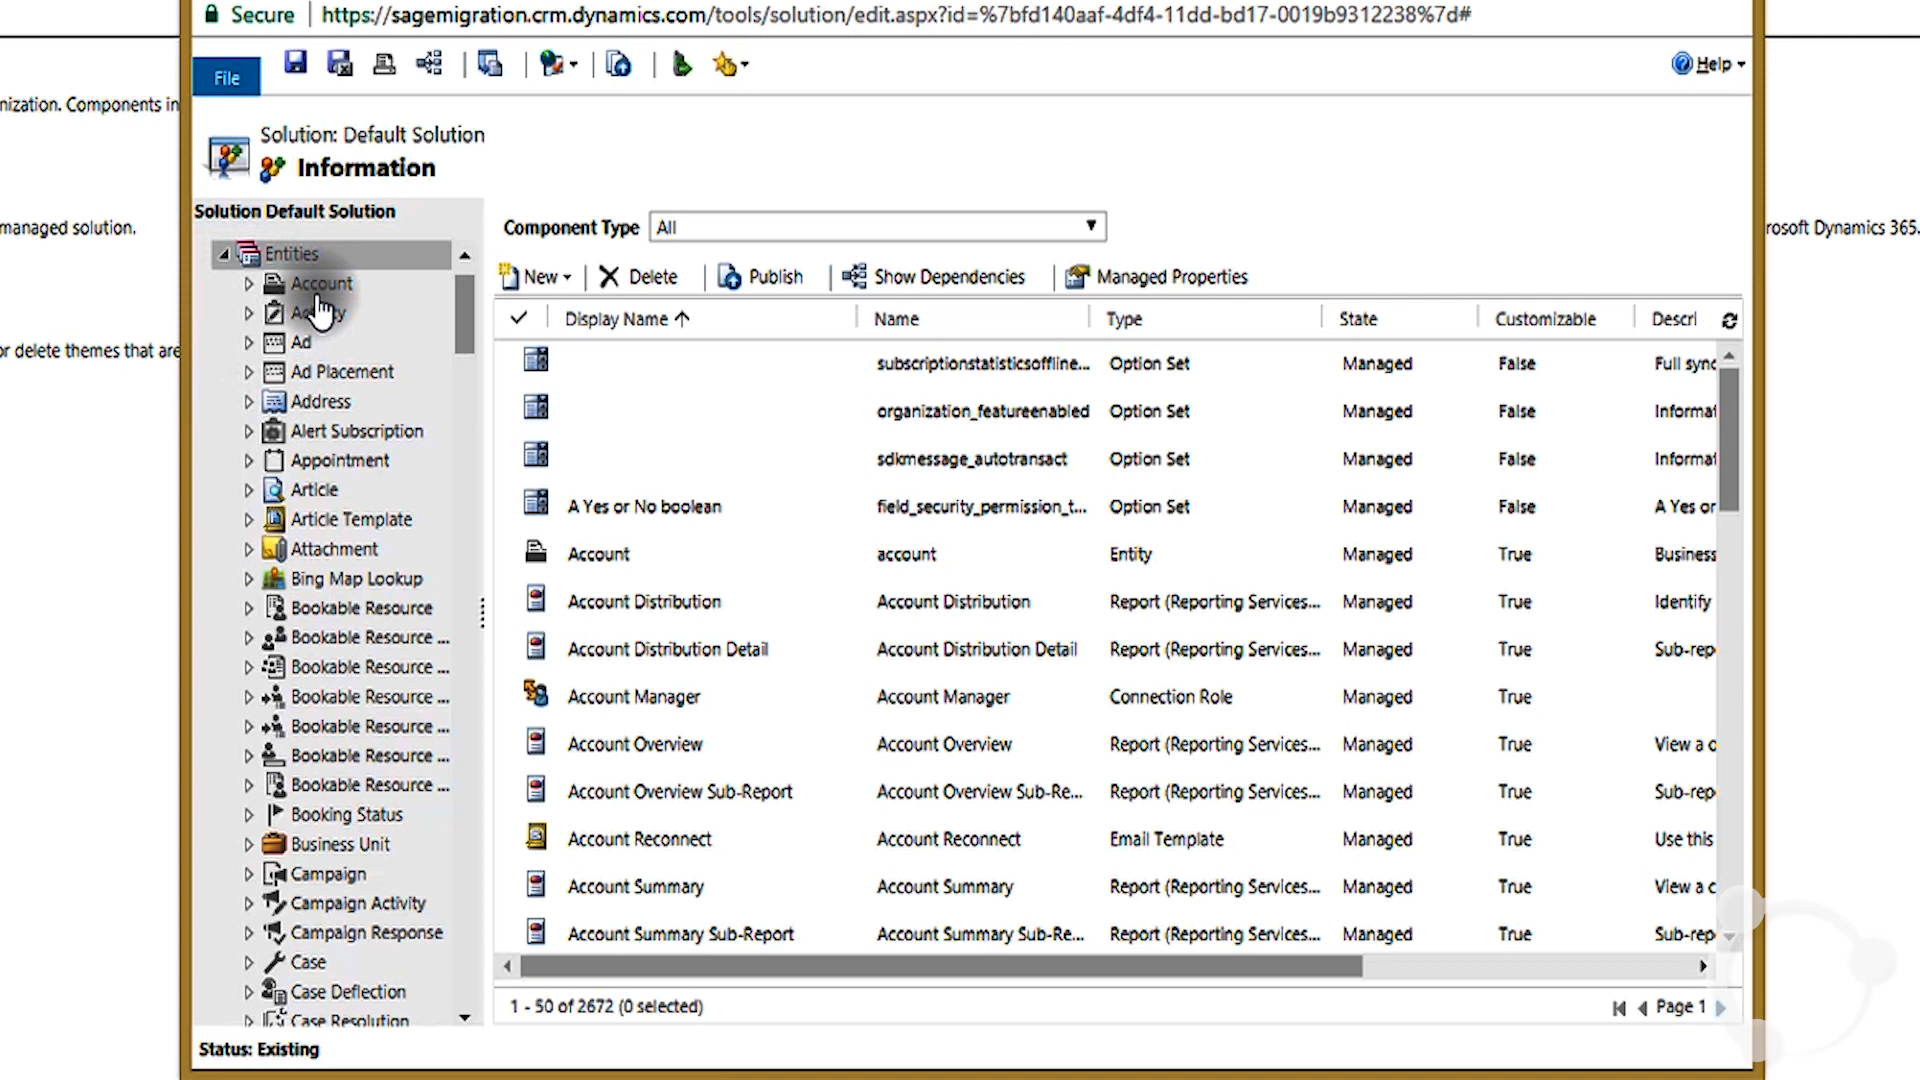 Secure | https://sagemigration.crm.dynamics.com/tools/solution/edit.aspx?id=%7bfd140aaf-4df4-11dd-bd17-0019b9312238%7d#
File
Help
nization. Components in
managed solution.
or delete themes that are
rosoft Dynamics 365.
Solution: Default Solution
Information
Solution Default Solution
Entities
Account
Ad
Ad Placement
Address
Alert Subscription
Appointment
Article
Article Template
Attachment
Bing Map Lookup
Bookable Resource
Bookable Resource ...
Bookable Resource ...
Bookable Resource ...
Bookable Resource ...
Bookable Resource ...
Bookable Resource ...
Booking Status
Business Unit
Campaign
Campaign Activity
Campaign Response
Case
Case Deflection
Case Resolution
Component Type All
New Delete Publish Show Dependencies Managed Properties
Display Name Name Type State Customizable Descri
subscriptionstatisticsoffline... Option Set Managed False Full sync
organization_featureenabled Option Set Managed False Informat
sdkmessage_autotransact Option Set Managed False Informat
A Yes or No boolean field_security_permission_t... Option Set Managed False A Yes or
Account account Entity Managed True Business
Account Distribution Account Distribution Report (Reporting Services... Managed True Identify
Account Distribution Detail Account Distribution Detail Report (Reporting Services... Managed True Sub-rep
Account Manager Account Manager Connection Role Managed True
Account Overview Account Overview Report (Reporting Services... Managed True View a c
Account Overview Sub-Report Account Overview Sub-Re... Report (Reporting Services... Managed True Sub-rep
Account Reconnect Account Reconnect Email Template Managed True Use this
Account Summary Account Summary Report (Reporting Services... Managed True View a c
Account Summary Sub-Report Account Summary Sub-Re... Report (Reporting Services... Managed True Sub-rep
1 - 50 of 2672 (0 selected)
Page 1
Status: Existing